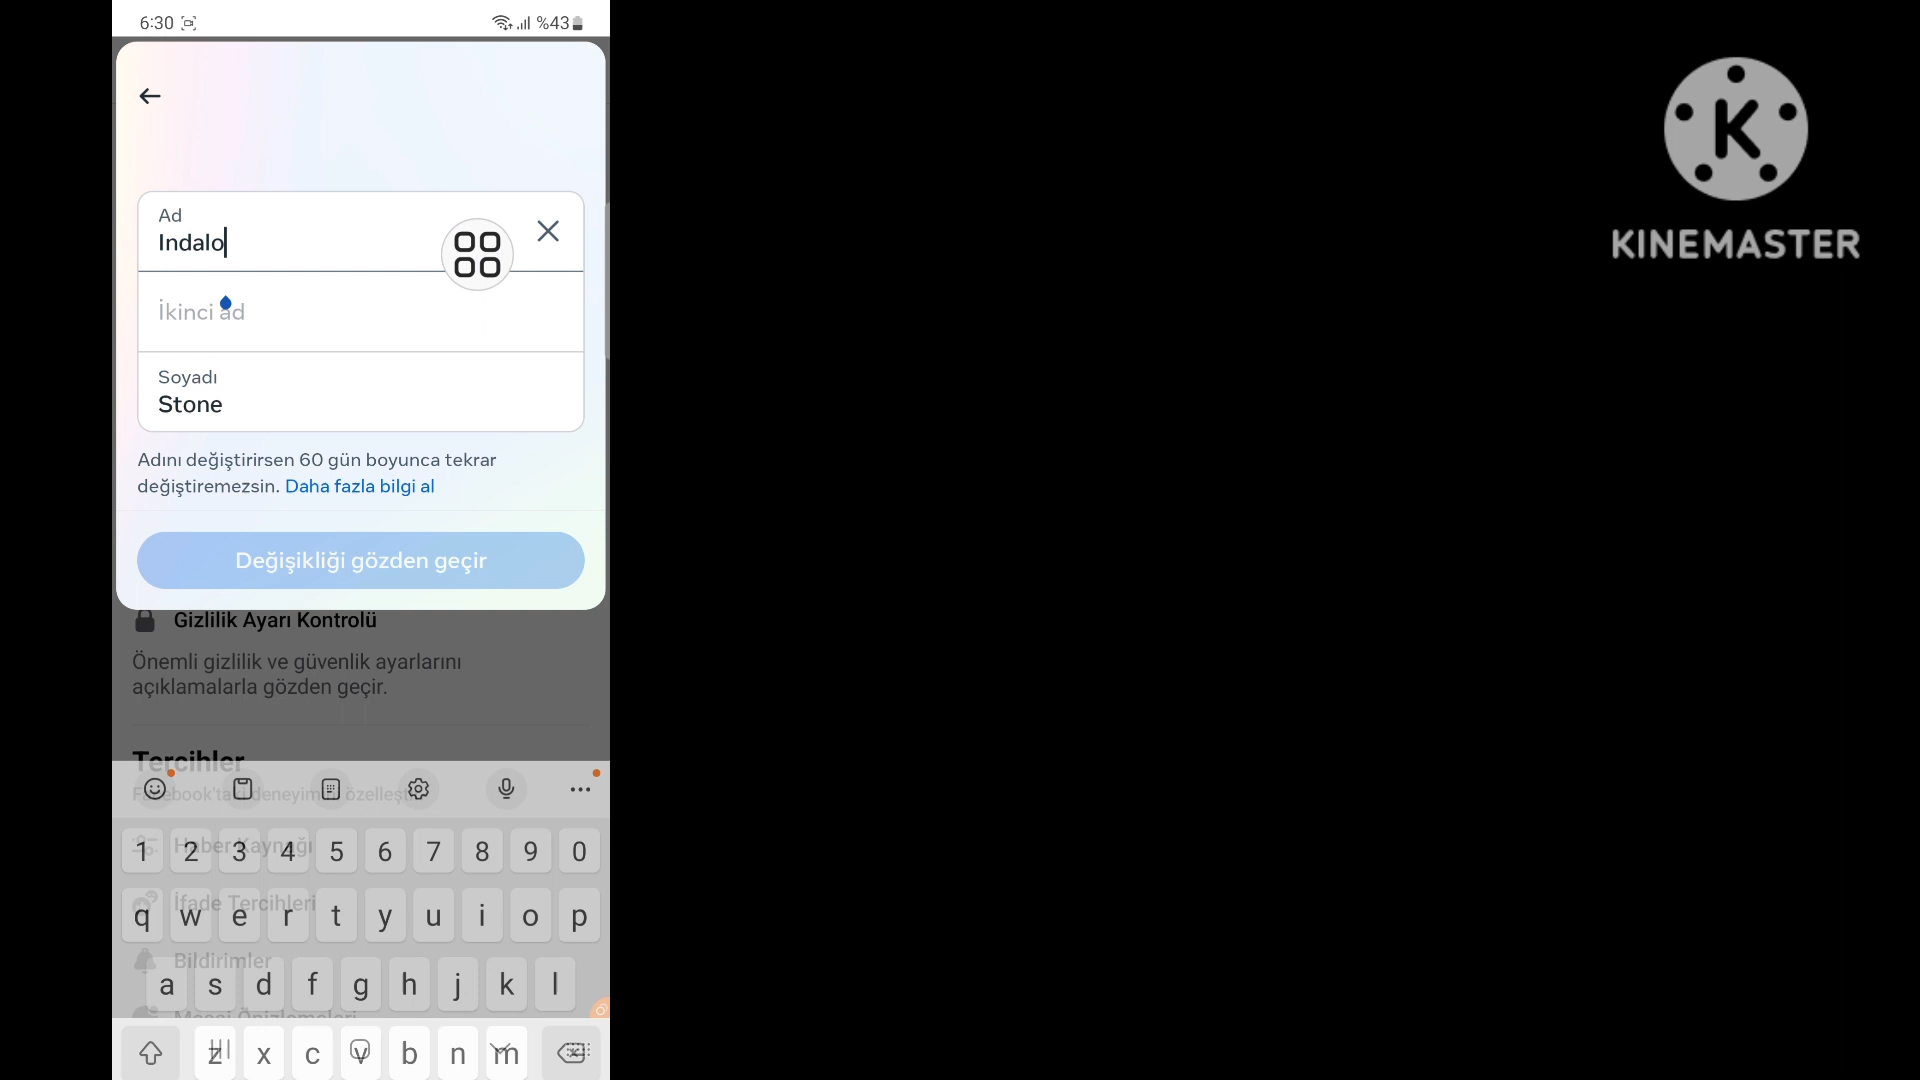 6:30 %43
Ad
Indalo
İkinci ad
Soyadı
Stone
Adını değiştirirsen 60 gün boyunca tekrar
değiştiremezsin. Daha fazla bilgi al
Değişikliği gözden geçir
Gizlilik Ayarı Kontrolü
Önemli gizlilik ve güvenlik ayarlarını
açıklamalarla gözden geçir.
Tercihler
Facebook'taki deneyimini özelleştir
Haber Kaynağı
1 2 3 4 5 6 7 8 9 0
İfade Tercihleri
q w e r t y u i o p
Bildirimler
a s d f g h j k l
Mesaj Önizlemeleri
z x c v b n m
K
KINEMASTER